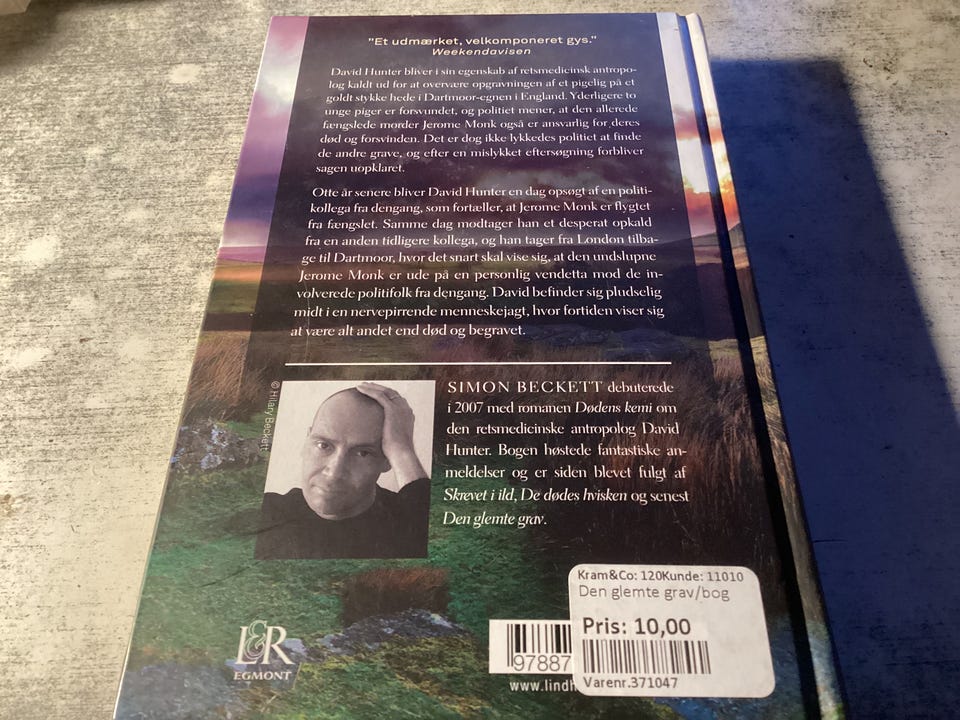 "Et udmærket, velkomponeret gys."
Weekendavisen
David Hunter bliver i sin egenskab af retsmedicinsk antropo-
log kaldt ud for at overvære opgravningen af et pigelig på et
goldt stykke hede i Dartmoor-egnen i England. Yderligere to
unge piger er forsvundet, og politiet mener, at den allerede
fængslede morder Jerome Monk også er ansvarlig for deres
død og forsvinden. Det er dog ikke lykkedes politiet at finde
de andre grave, og efter en mislykket eftersøgning forbliver
sagen uopklaret.
Otte år senere bliver David Hunter en dag opsøgt af en politi-
kollega fra dengang, som fortæller, at Jerome Monk er flygtet
fra fængslet. Samme dag modtager han et desperat opkald
fra en anden tidligere kollega, og han tager fra London tilba-
ge til Dartmoor, hvor det snart skal vise sig, at den undslupne
Jerome Monk er ude på en personlig vendetta mod de in-
volverede politifolk fra dengang. David befinder sig pludselig
midt i en nervepirrende menneskejagt, hvor fortiden viser sig
at være alt andet end død og begravet.
© Hilary Beckett
SIMON BECKETT debuterede
i 2007 med romanen Dødens kemi om
den retsmedicinske antropolog David
Hunter. Bogen høstede fantastiske an-
meldelser og er siden blevet fulgt af
Skrevet i ild, De dødes hvisken og senest
Den glemte grav.
L&R
EGMONT
97887
www.lindh
Kram&Co: 120Kunde: 11010
Den glemte grav/bog
Pris: 10,00
Varenr.371047